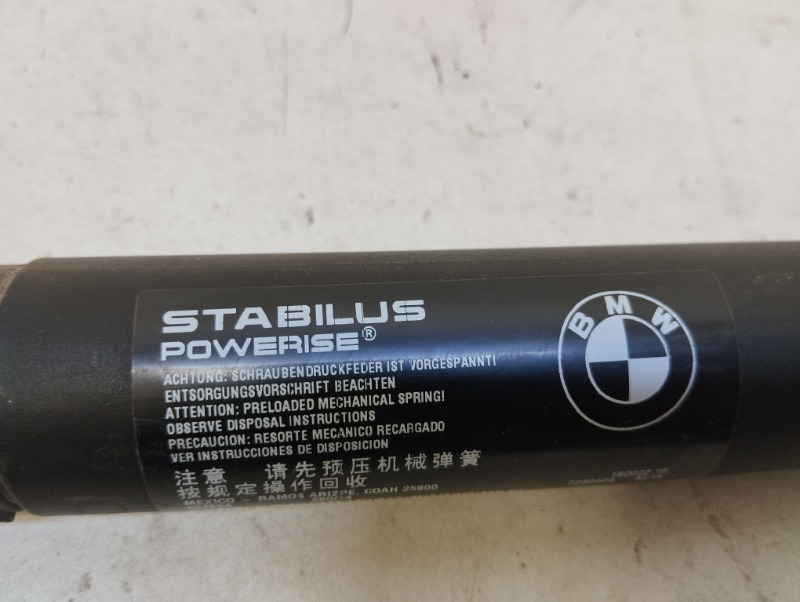 STABILUS
POWERISE®
ACHTUNG: SCHRAUBENDRUCKFEDER IST VORGESPANNT!
ENTSORGUNGSVORSCHRIFT BEACHTEN
ATTENTION: PRELOADED MECHANICAL SPRING!
OBSERVE DISPOSAL INSTRUCTIONS
PRECAUCION: RESORTE MECANICO RECARGADO
VER INSTRUCCIONES DE DISPOSICION
注意 请先预压机械弹簧
按规定操作回收
MEXICO - RAMOS ARIZPE, COAH 25900
BMW